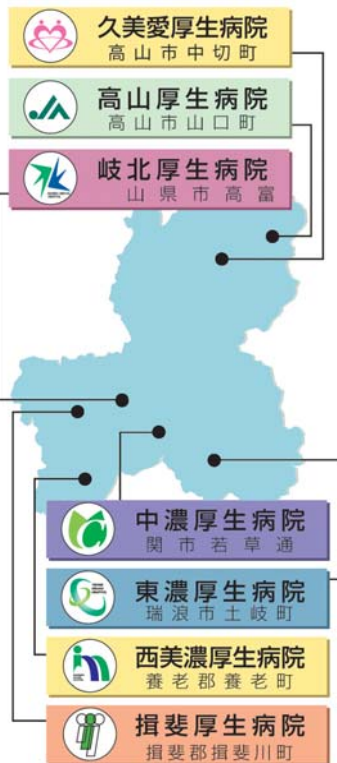 久美愛厚生病院
高山市中切町
JA
高山厚生病院
高山市山口町
岐北厚生病院
山県市高富
中濃厚生病院
関市若草通
東濃厚生病院
瑞浪市土岐町
西美濃厚生病院
養老郡養老町
揖斐厚生病院
揖斐郡揖斐川町